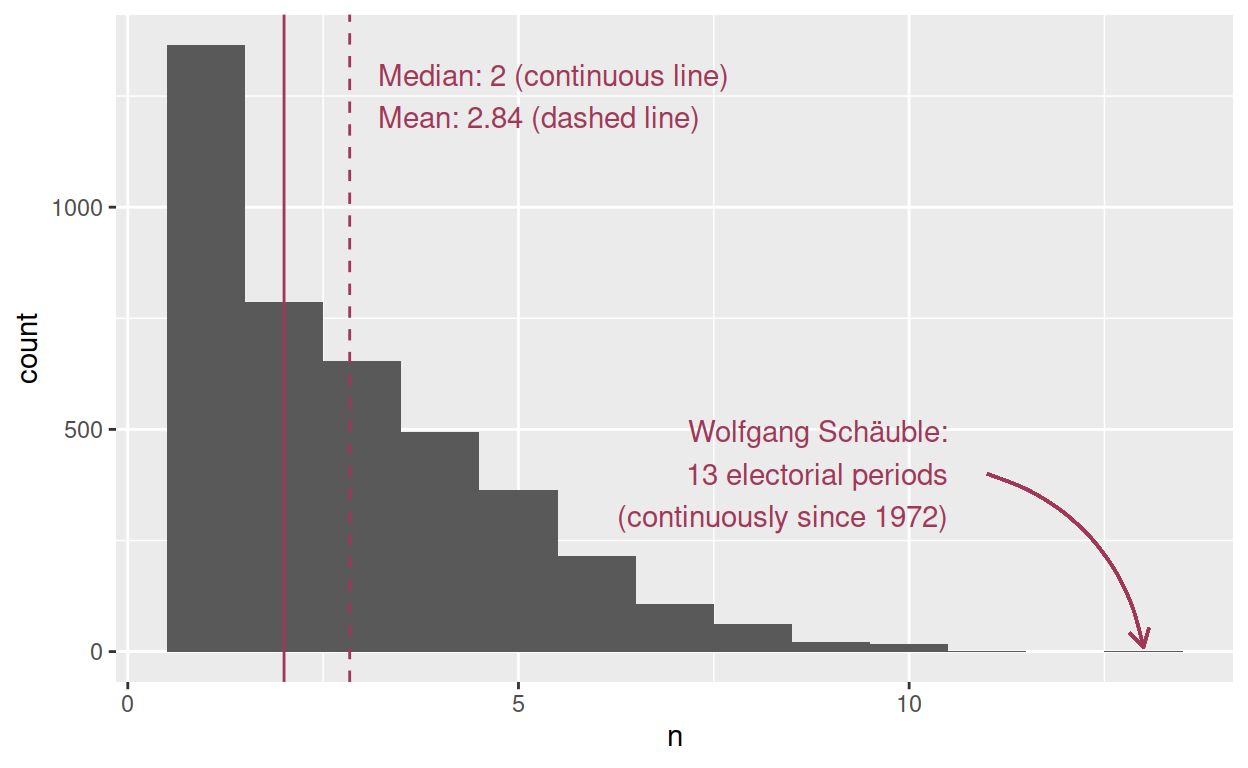 Median: 2 (continuous line)
Mean: 2.84 (dashed line)
1000
count
500
Wolfgang Schäuble:
13 electorial periods
(continuously since 1972)
0
0 5 10
n